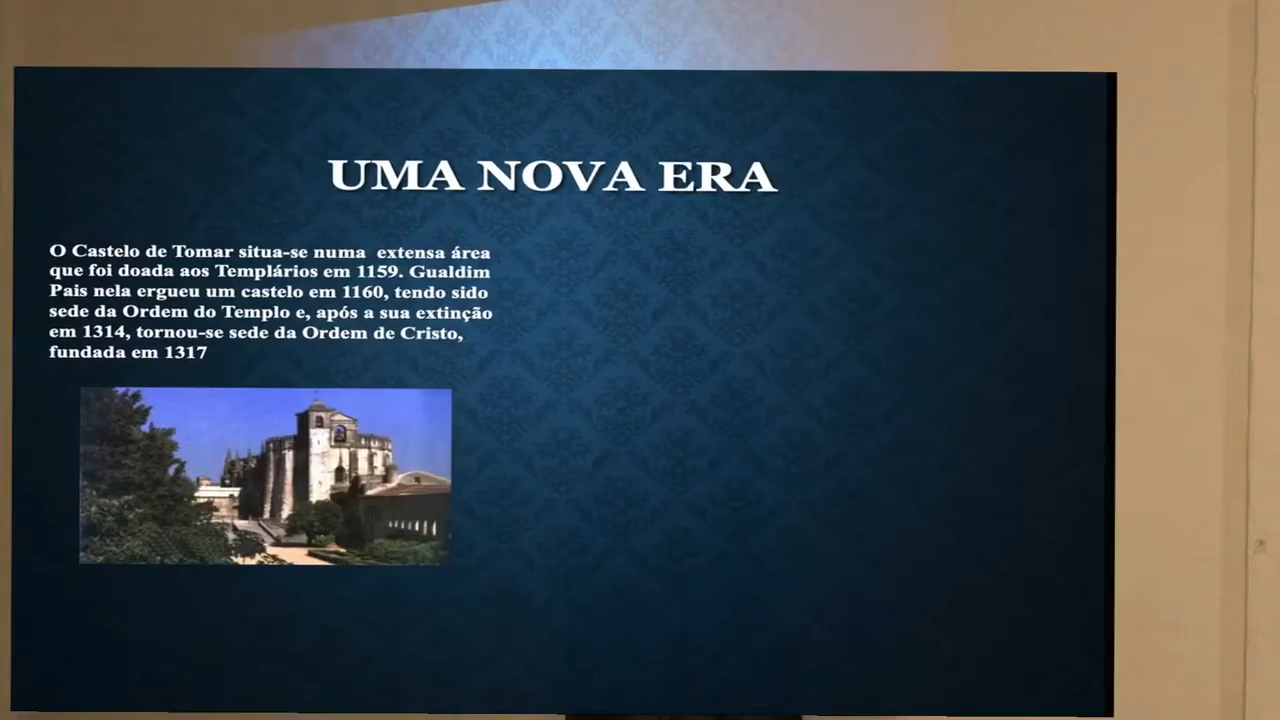 UMA NOVA ERA
O Castelo de Tomar situa-se numa extensa área
que foi doada aos Templários em 1159. Gualdim
Pais nela ergueu um castelo em 1160, tendo sido
sede da Ordem do Templo e, após a sua extinção
em 1314, tornou-se sede da Ordem de Cristo,
fundada em 1317